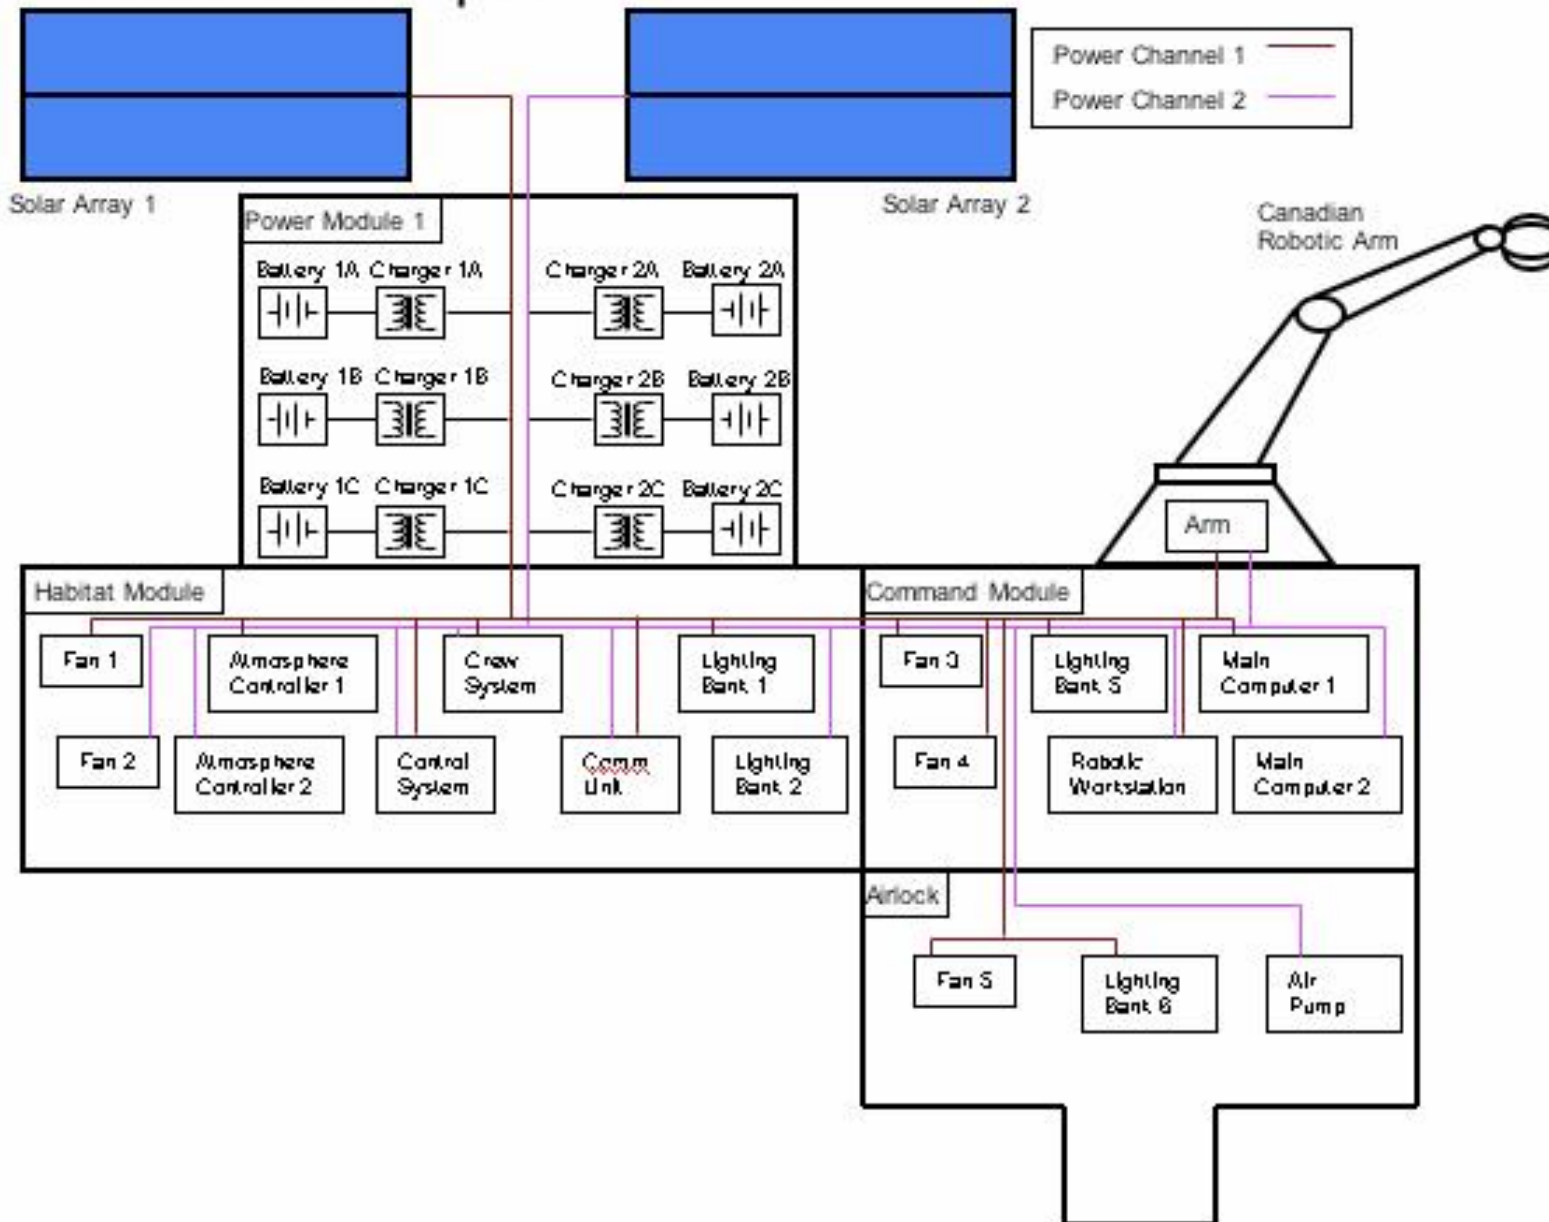 Power Channel 1
Power Channel 2
Solar Array 1
Solar Array 2
Canadian
Robotic Arm
Power Module 1
Battery 1A
Charger 1A
Charger 2A
Battery 2A
Battery 1B
Charger 1B
Charger 2B
Battery 2B
Battery 1C
Charger 1C
Charger 2C
Battery 2C
Arm
Habitat Module
Command Module
Fan 1
Atmosphere
Controller 1
Crew
System
Lighting
Bank 1
Fan 3
Lighting
Bank 5
Main
Computer 1
Fan 2
Atmosphere
Controller 2
Control
System
Comm
Unit
Lighting
Bank 2
Fan 4
Robotic
Workstation
Main
Computer 2
Airlock
Fan 5
Lighting
Bank 6
Air
Pump